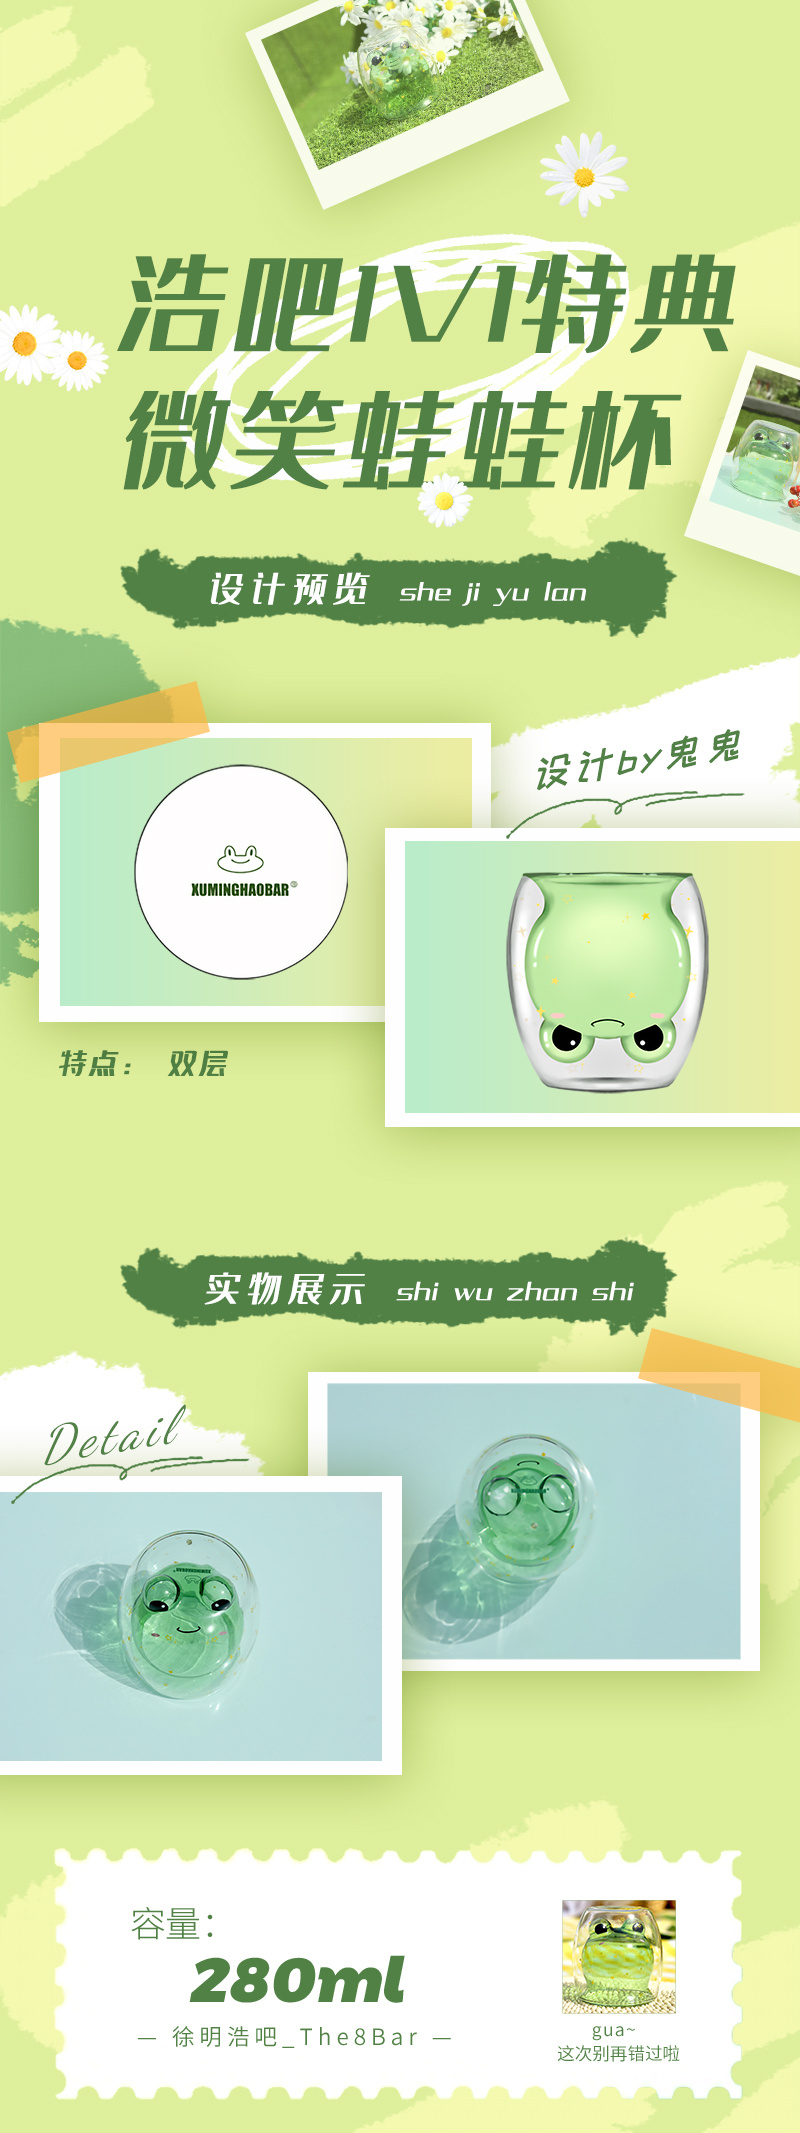 浩吧1V1特典
微笑蛙蛙杯
设计预览 she ji yu lan
设计by鬼鬼
XUMINGHAOBAR
特点： 双层
实物展示 shi wu zhan shi
Detail
容量：
280ml
— 徐明浩吧_The8Bar —
gua~
这次别再错过啦